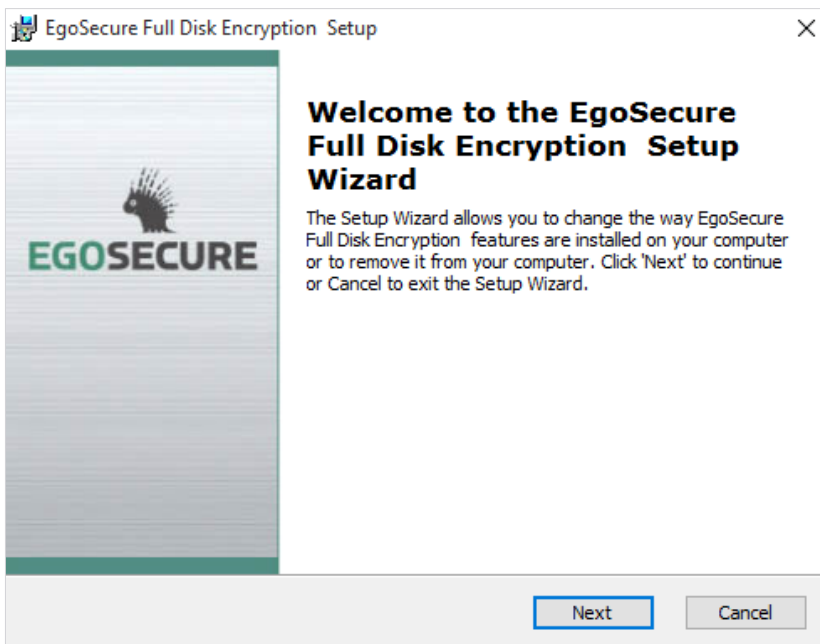 EgoSecure Full Disk Encryption  Setup
Welcome to the EgoSecure
Full Disk Encryption  Setup
Wizard
The Setup Wizard allows you to change the way EgoSecure
Full Disk Encryption  features are installed on your computer
or to remove it from your computer. Click 'Next' to continue
or Cancel to exit the Setup Wizard.
EGOSECURE
Next
Cancel